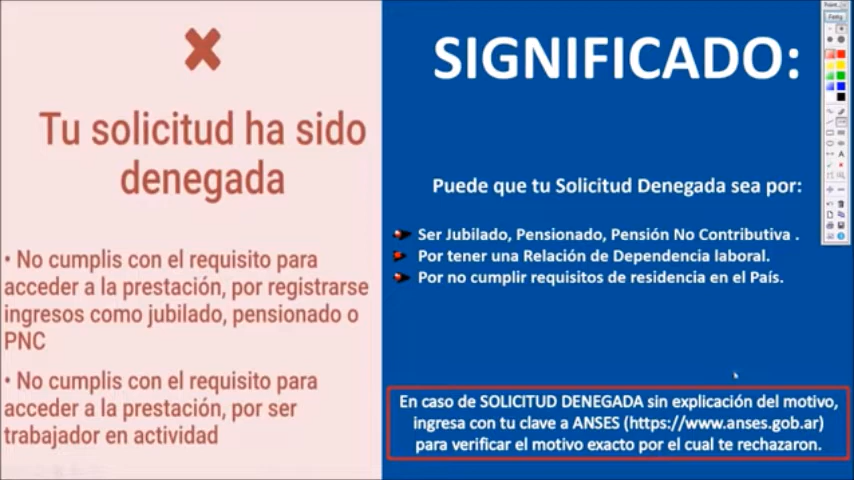 Tu solicitud ha sido
denegada
• No cumplis con el requisito para
acceder a la prestación, por registrarse
ingresos como jubilado, pensionado o
PNC
• No cumplis con el requisito para
acceder a la prestación, por ser
trabajador en actividad
SIGNIFICADO:
Puede que tu Solicitud Denegada sea por:
Ser Jubilado, Pensionado, Pensión No Contributiva .
Por tener una Relación de Dependencia laboral.
Por no cumplir requisitos de residencia en el País.
En caso de SOLICITUD DENEGADA sin explicación del motivo,
ingresa con tu clave a ANSES (https://www.anses.gob.ar)
para verificar el motivo exacto por el cual te rechazaron.